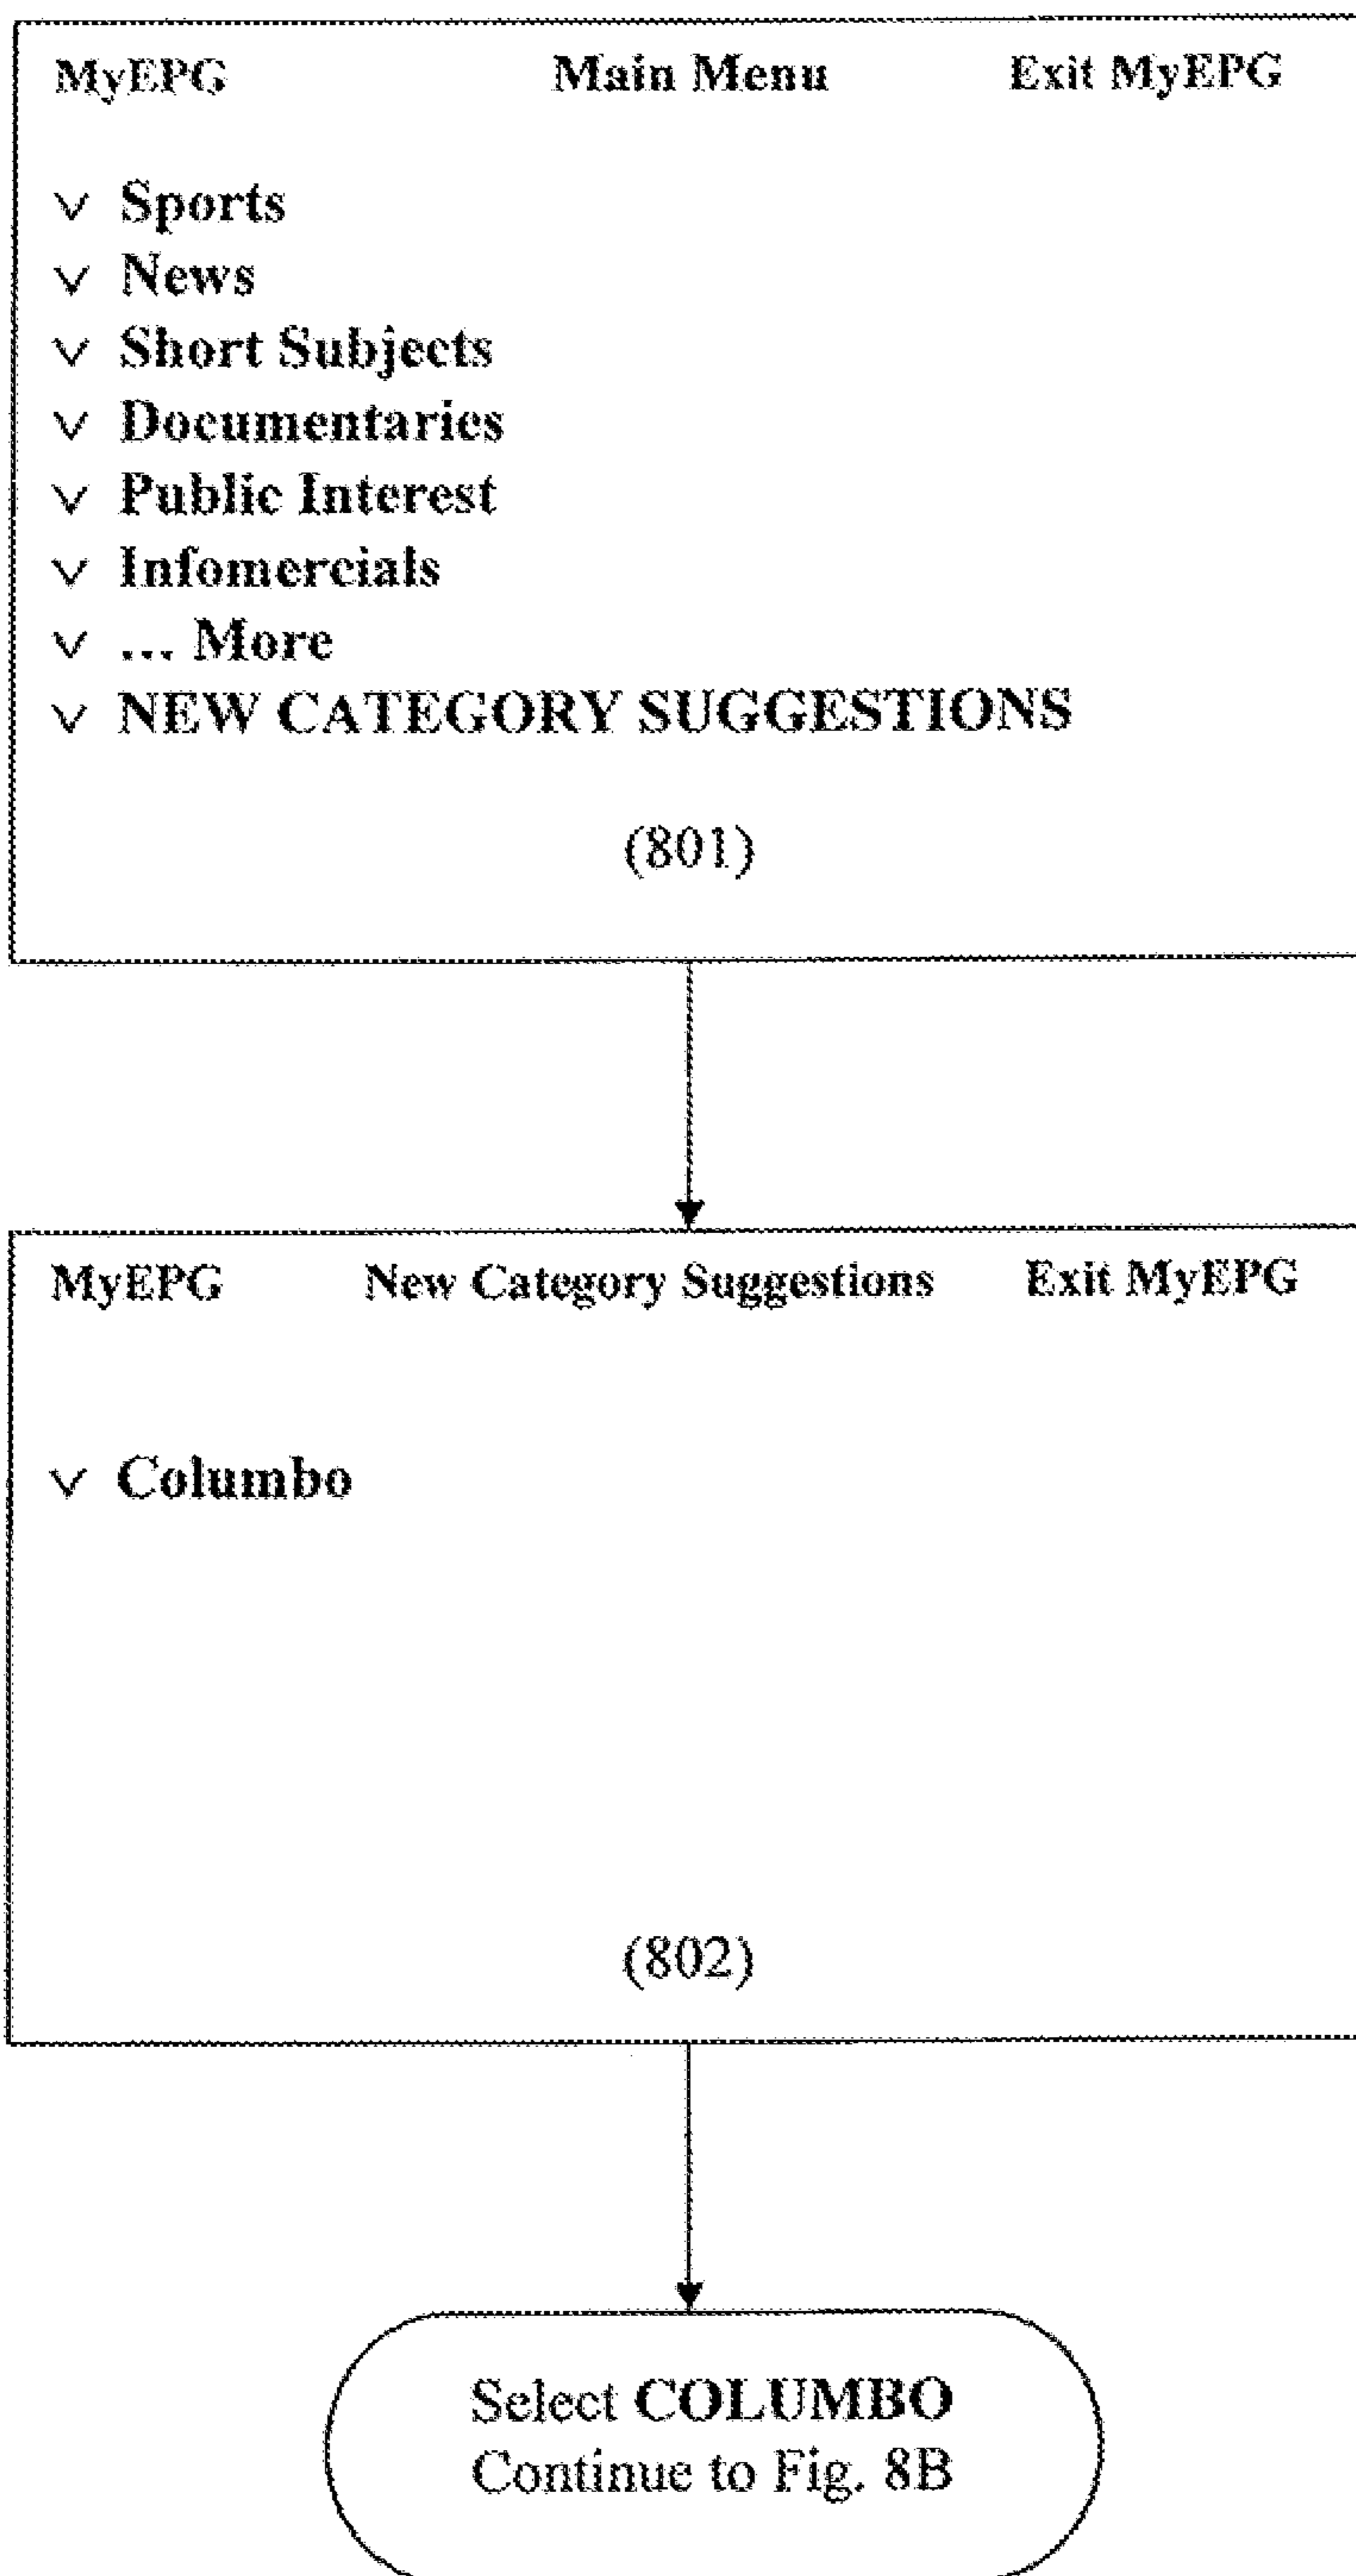 MyEPG Main Menu Exit MyEPG
∨ Sports
∨ News
∨ Short Subjects
∨ Documentaries
∨ Public Interest
∨ Infomercials
∨ ... More
∨ NEW CATEGORY SUGGESTIONS
(801)
MyEPG New Category Suggestions Exit MyEPG
∨ Columbo
(802)
Select COLUMBO
Continue to Fig. 8B